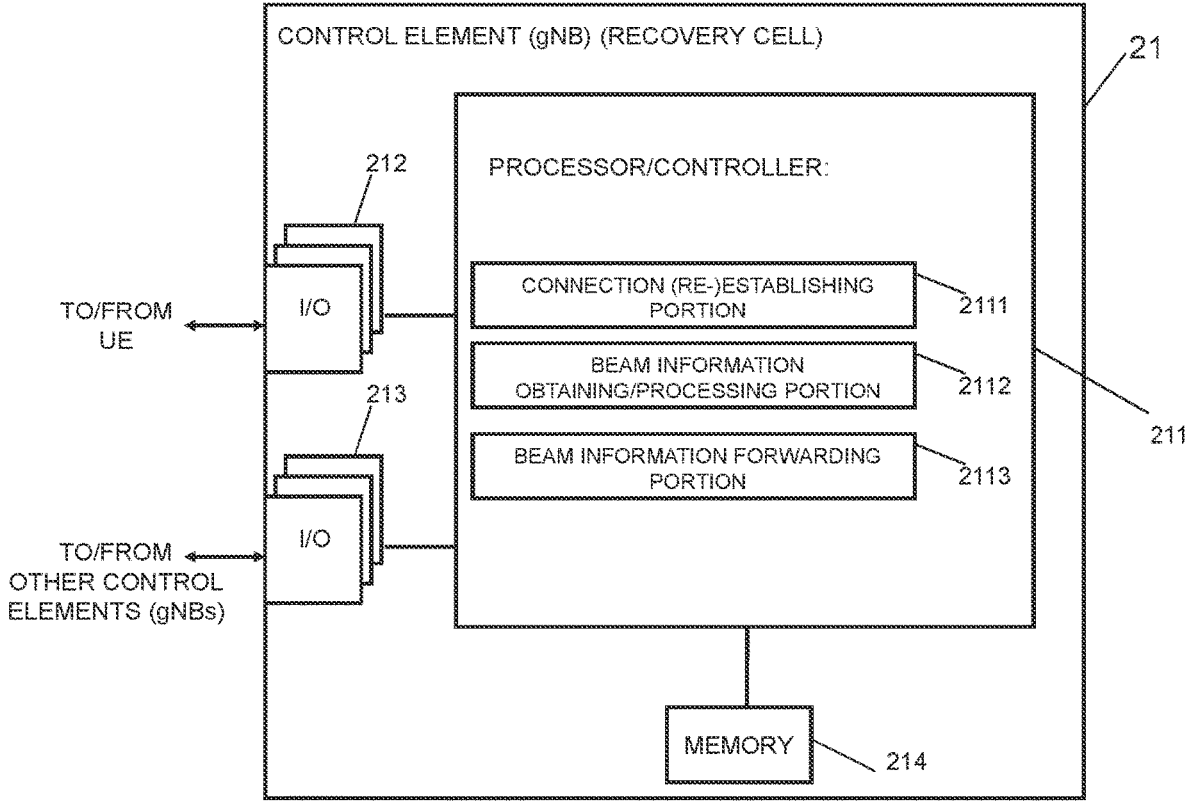 CONTROL ELEMENT (gNB) (RECOVERY CELL)
21
PROCESSOR/CONTROLLER:
212
I/O
TO/FROM
UE
CONNECTION (RE-)ESTABLISHING
PORTION
2111
BEAM INFORMATION
OBTAINING/PROCESSING PORTION
2112
211
213
I/O
TO/FROM
OTHER CONTROL
ELEMENTS (gNBs)
BEAM INFORMATION FORWARDING
PORTION
2113
MEMORY
214